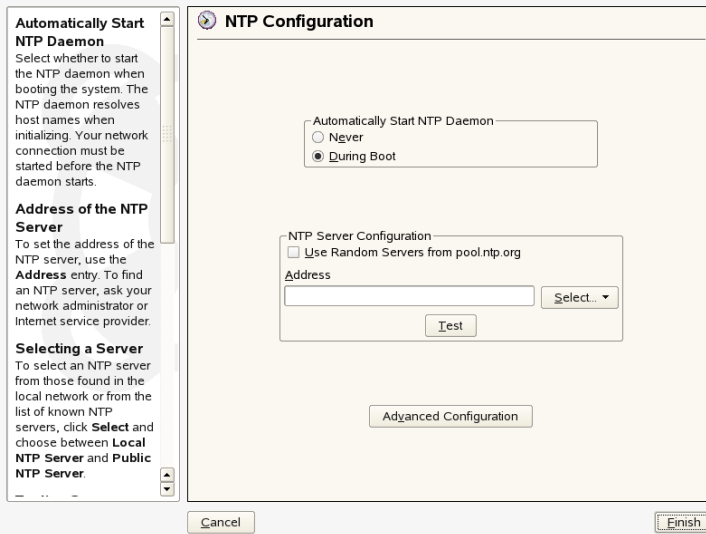 Automatically Start
NTP Daemon
Select whether to start
the NTP daemon when
booting the system. The
NTP daemon resolves
host names when
initializing. Your network
connection must be
started before the NTP
daemon starts.
Address of the NTP
Server
To set the address of the
NTP server, use the
Address entry. To find
an NTP server, ask your
network administrator or
Internet service provider.
Selecting a Server
To select an NTP server
from those found in the
local network or from the
list of known NTP
servers, click Select and
choose between Local
NTP Server and Public
NTP Server.
NTP Configuration
Automatically Start NTP Daemon
Never
During Boot
NTP Server Configuration
Use Random Servers from pool.ntp.org
Address
Select...
Test
Advanced Configuration
Cancel
Finish